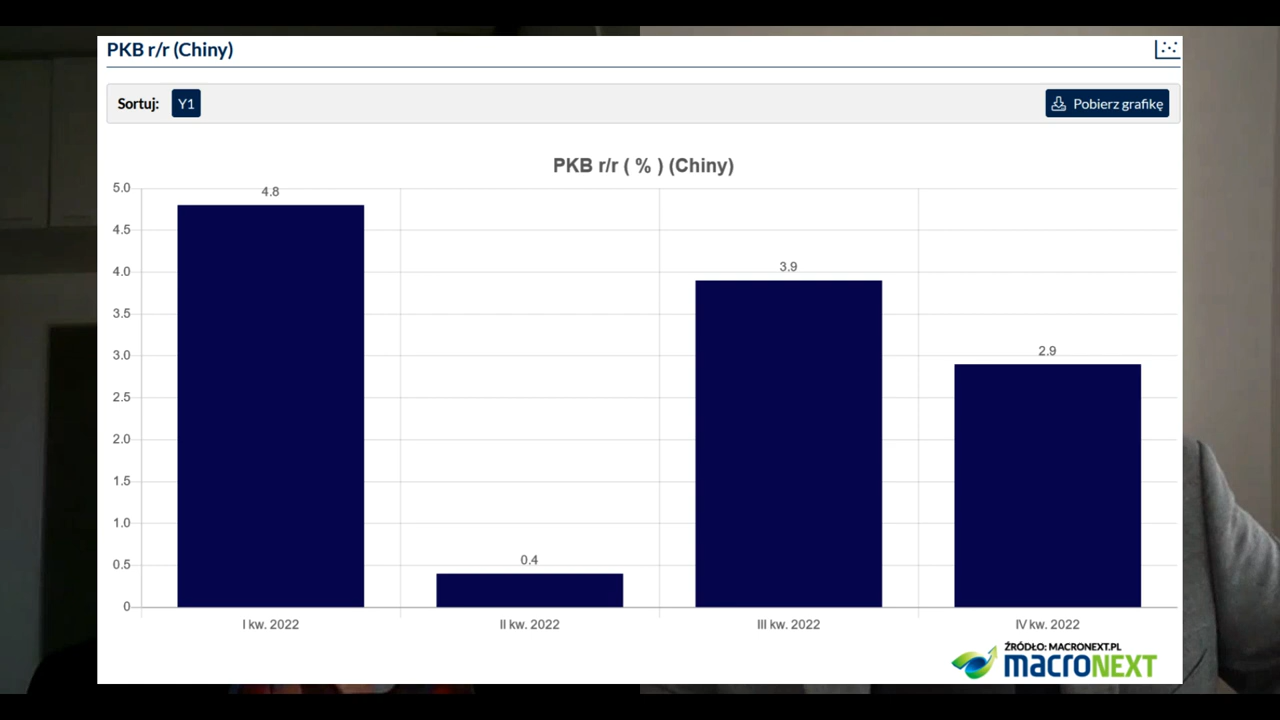 PKB r/r (Chiny)
Sortuj: Y1 Pobierz grafikę
PKB r/r ( % ) (Chiny)
5.0
4.5
4.0
3.5
3.0
2.5
2.0
1.5
1.0
0.5
0
4.8
0.4
3.9
2.9
I kw. 2022 II kw. 2022 III kw. 2022 IV kw. 2022
ŹRÓDŁO: MACRONEXT.PL
macroNEXT